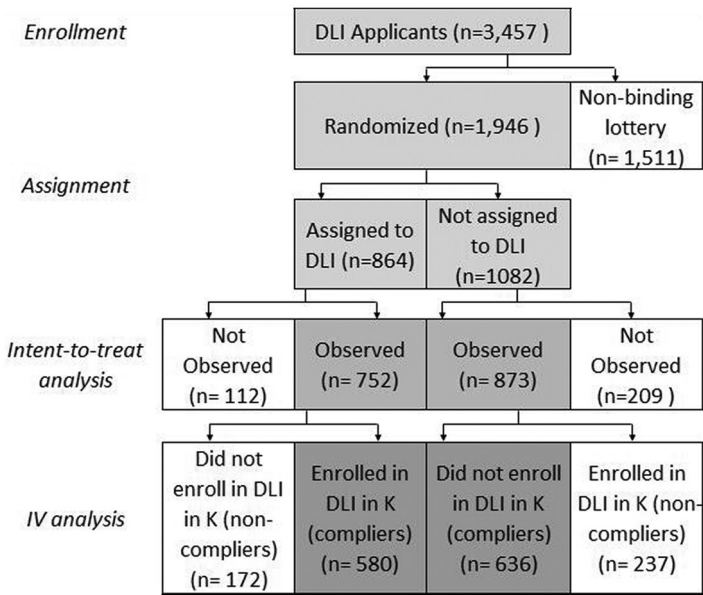 Enrollment
DLI Applicants (n=3,457 )
Randomized (n=1,946 )
Non-binding
lottery
(n= 1,511)
Assignment
Assigned to
DLI (n=864)
Not assigned
to DLI
(n=1082)
Intent-to-treat
analysis
Not
Observed
(n= 112)
Observed
(n= 752)
Observed
(n= 873)
Not
Observed
(n=209 )
IV analysis
Did not
enroll in DLI
in K (non-
compliers)
(n= 172)
Enrolled in
DLI in K
(compliers)
(n= 580)
Did not enroll
in DLI in K
(compliers)
(n= 636)
Enrolled in
DLI in K (non-
compliers)
(n= 237)